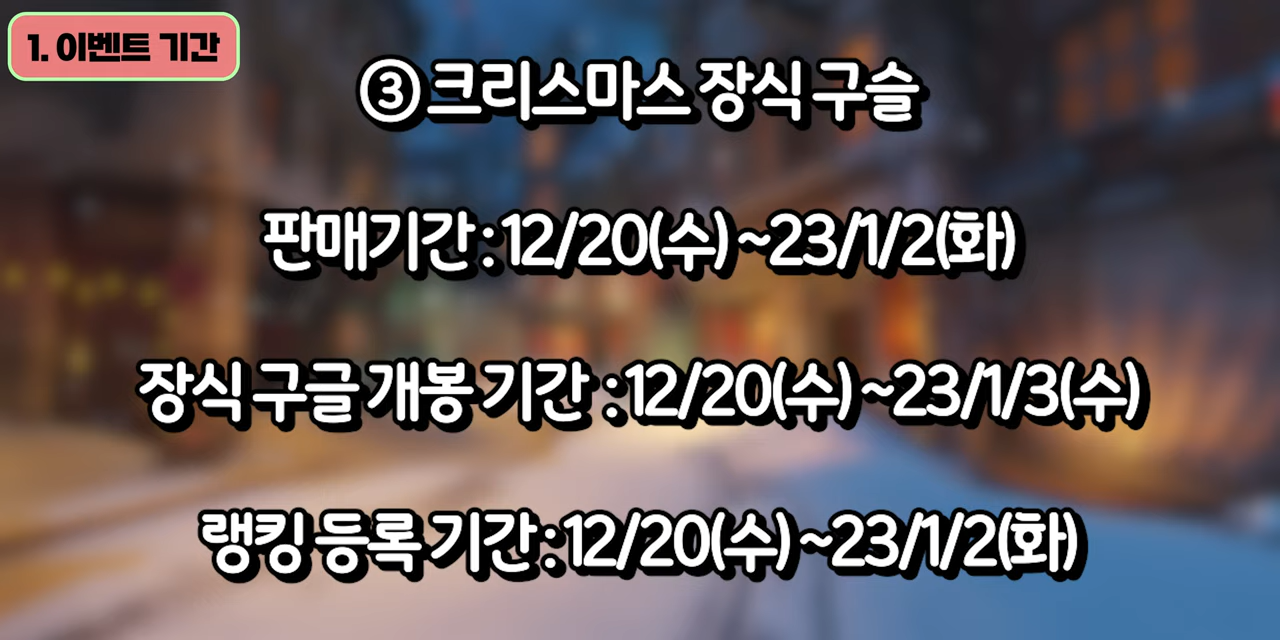 1. 이벤트 기간
③ 크리스마스 장식 구슬
판매기간 : 12/20(수) ~23/1/2(화)
장식 구글 개봉 기간 : 12/20(수) ~23/1/3(수)
랭킹 등록 기간 : 12/20(수) ~23/1/2(화)